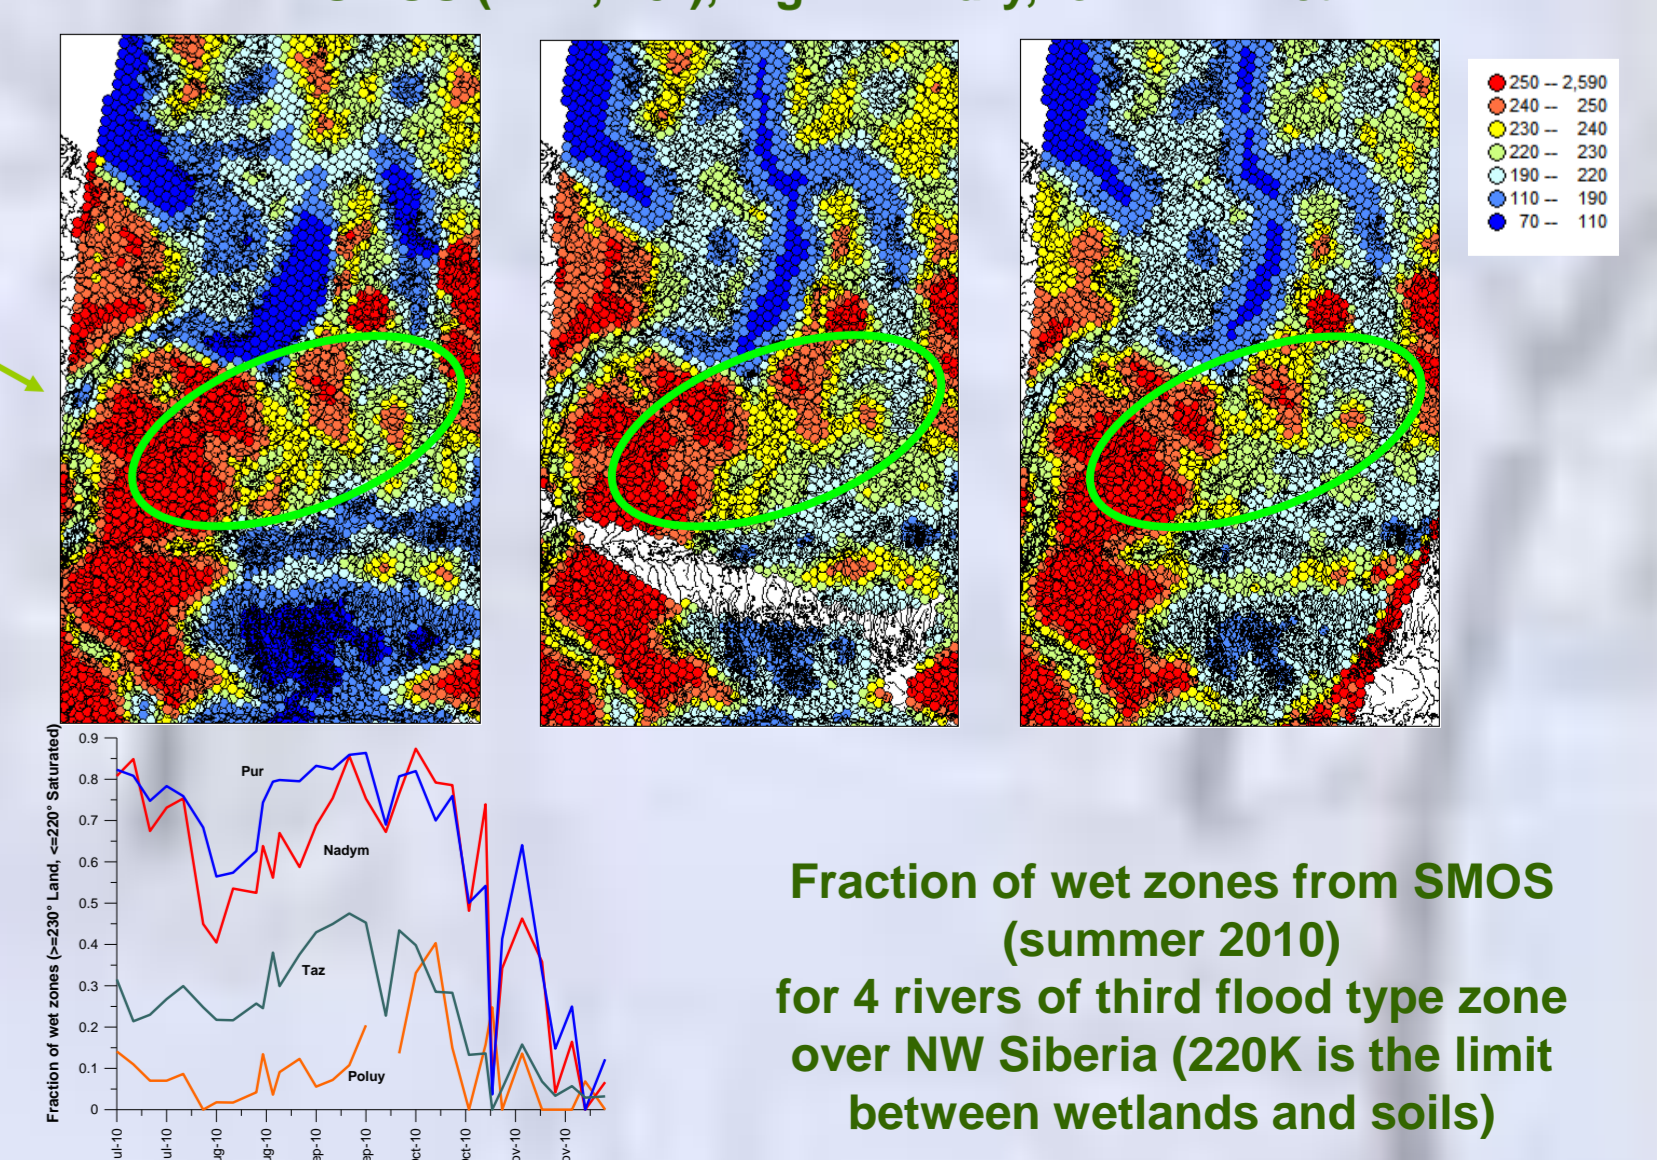 250 -- 2,590
240 -- 250
230 -- 240
220 -- 230
190 -- 220
110 -- 190
70 -- 110
Fraction of wet zones (>=230° Land, <=220° Saturated)
0.9
0.8
0.7
0.6
0.5
0.4
0.3
0.2
0.1
0
Pur
Nadym
Taz
Poluy
Fraction of wet zones from SMOS
(summer 2010)
for 4 rivers of third flood type zone
over NW Siberia (220K is the limit
between wetlands and soils)